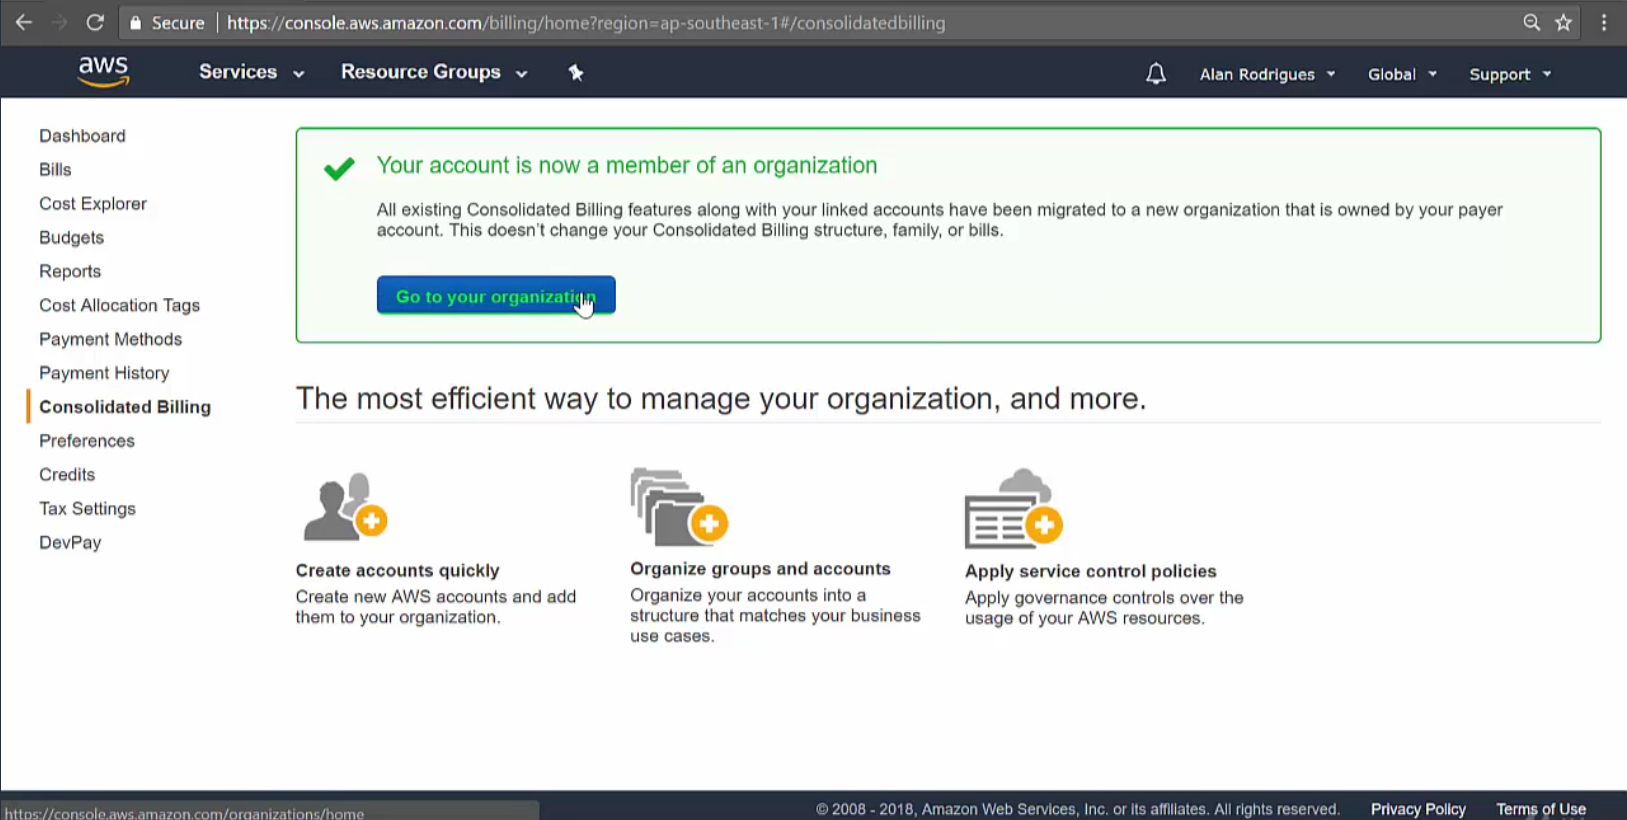 Secure https://console.aws.amazon.com/billing/home?region=ap-southeast-1#/consolidatedbilling
aws Services Resource Groups Alan Rodrigues Global Support
Dashboard
Bills
Cost Explorer
Budgets
Reports
Cost Allocation Tags
Payment Methods
Payment History
Consolidated Billing
Preferences
Credits
Tax Settings
DevPay
Your account is now a member of an organization
All existing Consolidated Billing features along with your linked accounts have been migrated to a new organization that is owned by your payer
account. This doesn't change your Consolidated Billing structure, family, or bills.
Go to your organization
The most efficient way to manage your organization, and more.
Create accounts quickly
Create new AWS accounts and add
them to your organization.
Organize groups and accounts
Organize your accounts into a
structure that matches your business
use cases.
Apply service control policies
Apply governance controls over the
usage of your AWS resources.
https://console.aws.amazon.com/organizations/home
© 2008 - 2018, Amazon Web Services, Inc. or its affiliates. All rights reserved. Privacy Policy Terms of Use